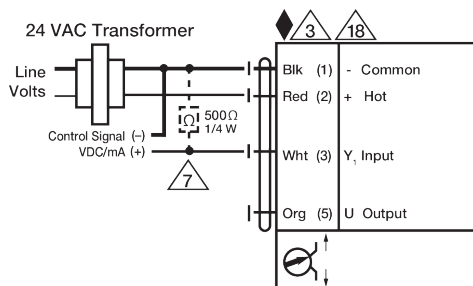 24 VAC Transformer
3 18
Line
Volts
Blk (1) - Common
Red (2) + Hot
Ω 500Ω
1/4 W
Control Signal (–)
VDC/mA (+)
Wht (3) Y₁ Input
7
Org (5) U Output